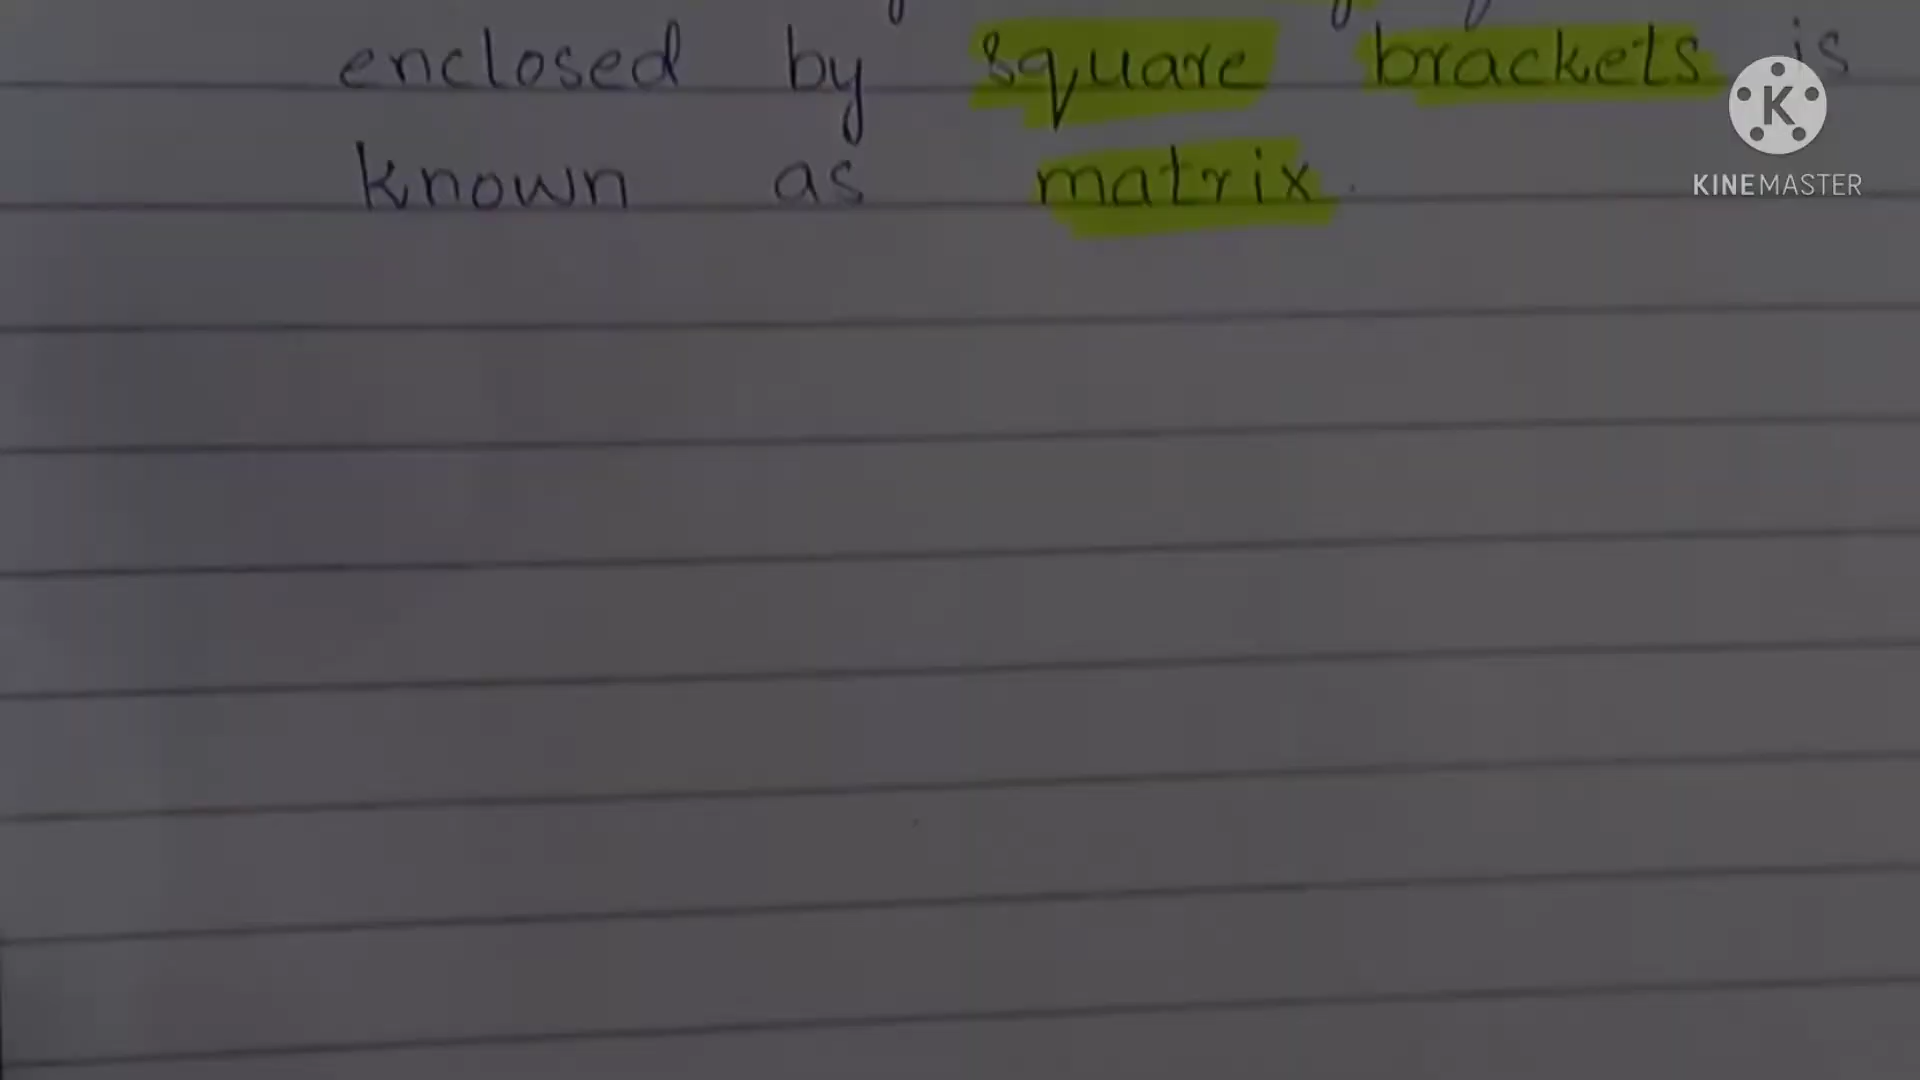 enclosed by square brackets is
known as matrix.
K
KINEMASTER